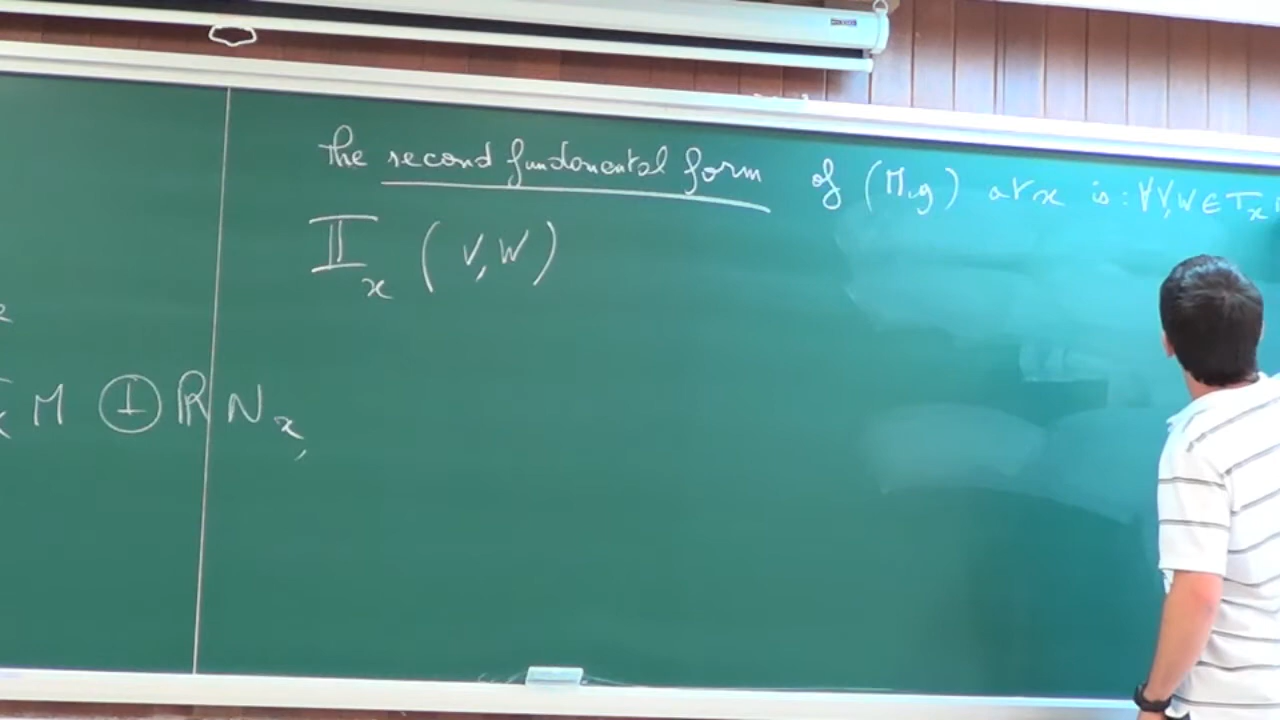 the second fundamental form of (M,g) at x is: ∀V,W ∈ T_x M
II_x (V,W)
M ⊕ ℝ N_x,